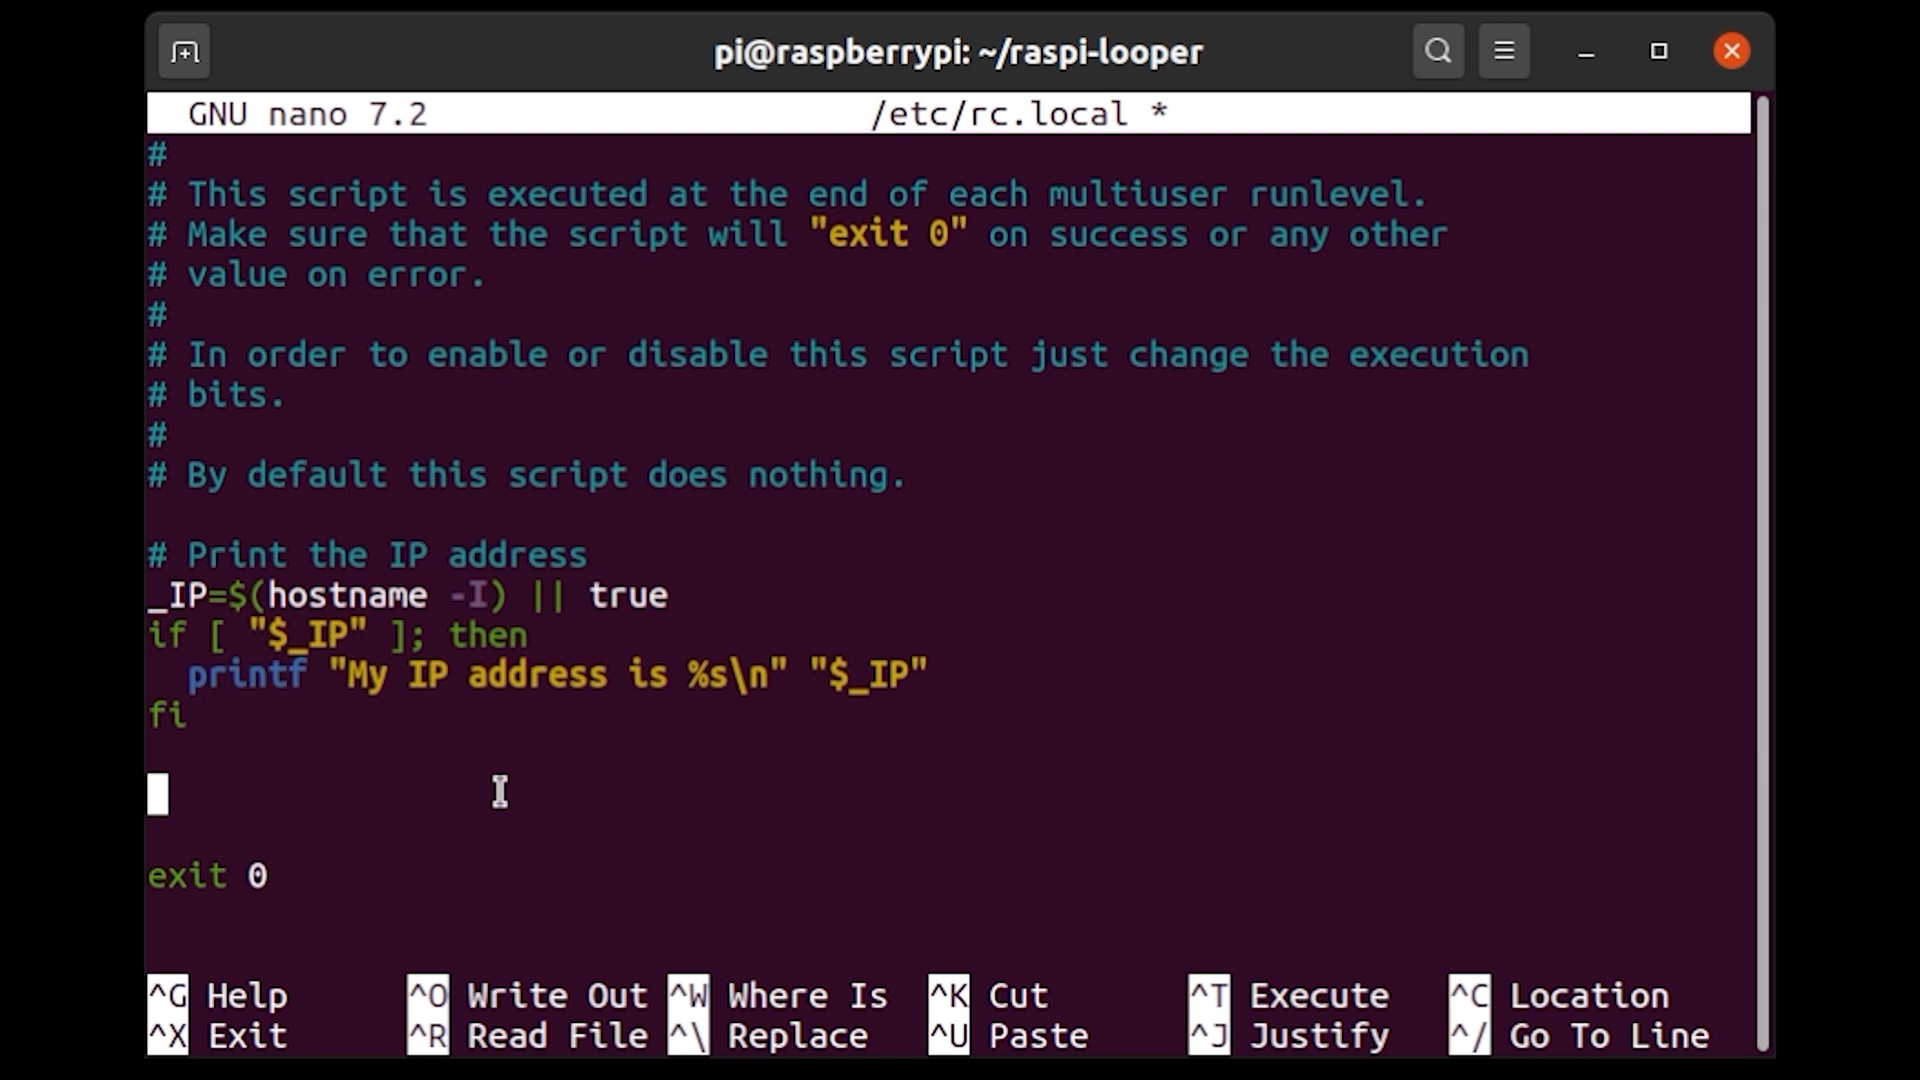 pi@raspberrypi: ~/raspi-looper
GNU nano 7.2 /etc/rc.local *
#
# This script is executed at the end of each multiuser runlevel.
# Make sure that the script will "exit 0" on success or any other
# value on error.
#
# In order to enable or disable this script just change the execution
# bits.
#
# By default this script does nothing.
# Print the IP address
_IP=$(hostname -I) || true
if [ "$_IP" ]; then
  printf "My IP address is %s\n" "$_IP"
fi
exit 0
^G Help ^O Write Out ^W Where Is ^K Cut ^T Execute ^C Location
^X Exit ^R Read File ^\ Replace ^U Paste ^J Justify ^/ Go To Line